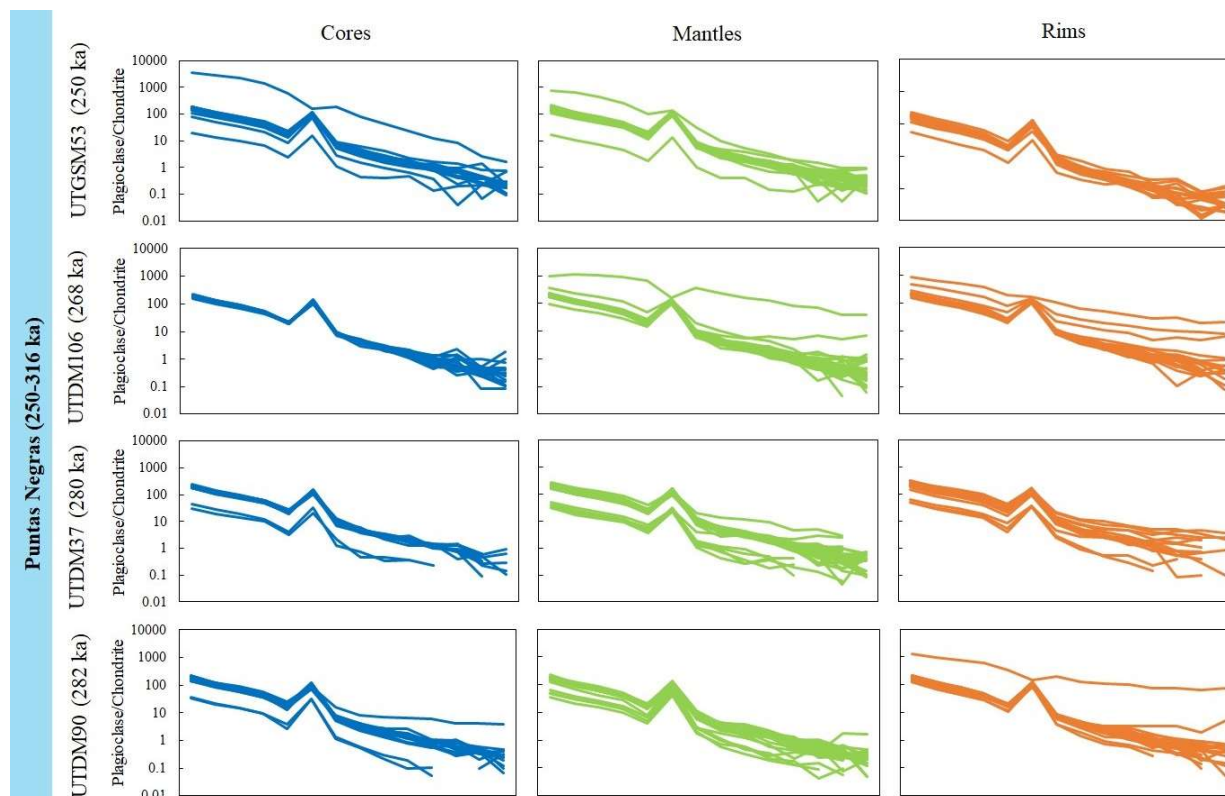 Cores
Mantles
Rims
Puntas Negras (250-316 ka)
UTGSM53 (250 ka)
Plagioclase/Chondrite
10000
1000
100
10
1
0.1
0.01
UTDM106 (268 ka)
Plagioclase/Chondrite
10000
1000
100
10
1
0.1
0.01
UTDM37 (280 ka)
Plagioclase/Chondrite
10000
1000
100
10
1
0.1
0.01
UTDM90 (282 ka)
Plagioclase/Chondrite
10000
1000
100
10
1
0.1
0.01